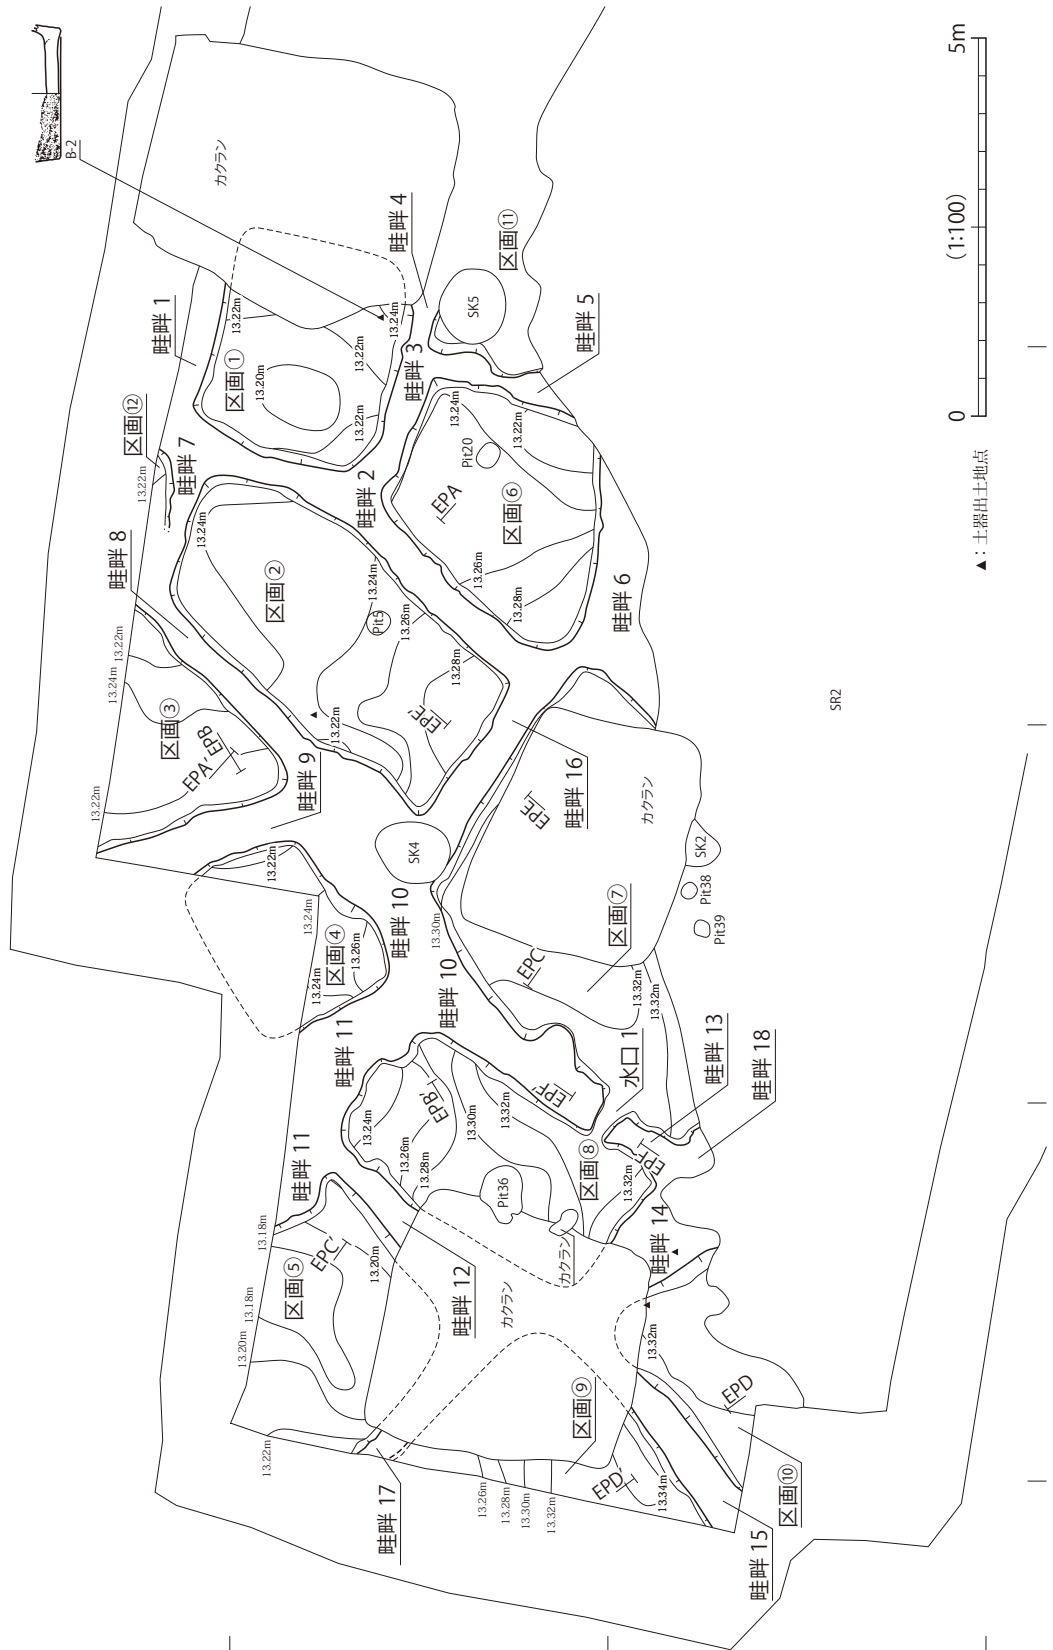 B-2
カクラン
畦畔 1
畦畔 4
区画⑪
SK5
13.22m
13.24m
区画①
13.20m
13.22m
13.22m
畦畔 3
畦畔 5
区画⑫
13.22m
畦畔 7
畦畔 2
13.24m
13.22m
Pit20
EPA
区画⑥
13.26m
13.28m
畦畔 6
畦畔 8
13.24m
区画②
13.24m
Pit5
13.26m
13.28m
EPE'
13.22m
13.22m
13.24m
区画③
EPA'
EPB
13.22m
畦畔 9
畦畔 16
EPE
カクラン
SK4
SK2
Pit38
Pit39
区画⑦
13.22m
13.24m
区画④
13.26m
13.24m
畦畔 10
13.30m
畦畔 10
EPC
13.32m
13.32m
畦畔 11
水口 1
畦畔 13
畦畔 18
EPB'
13.24m
13.26m
13.28m
13.30m
13.32m
EPF'
EPF
区画⑧
13.32m
Pit36
カクラン
畦畔 14
畦畔 11
13.18m
EPC'
13.20m
区画⑤
13.18m
13.20m
畦畔 12
カクラン
13.32m
区画⑨
EPD
EPD
13.22m
畦畔 17
13.26m
13.28m
13.30m
13.32m
13.34m
区画⑩
畦畔 15
SR2
0
(1:100)
5m
▲：土器出土地点